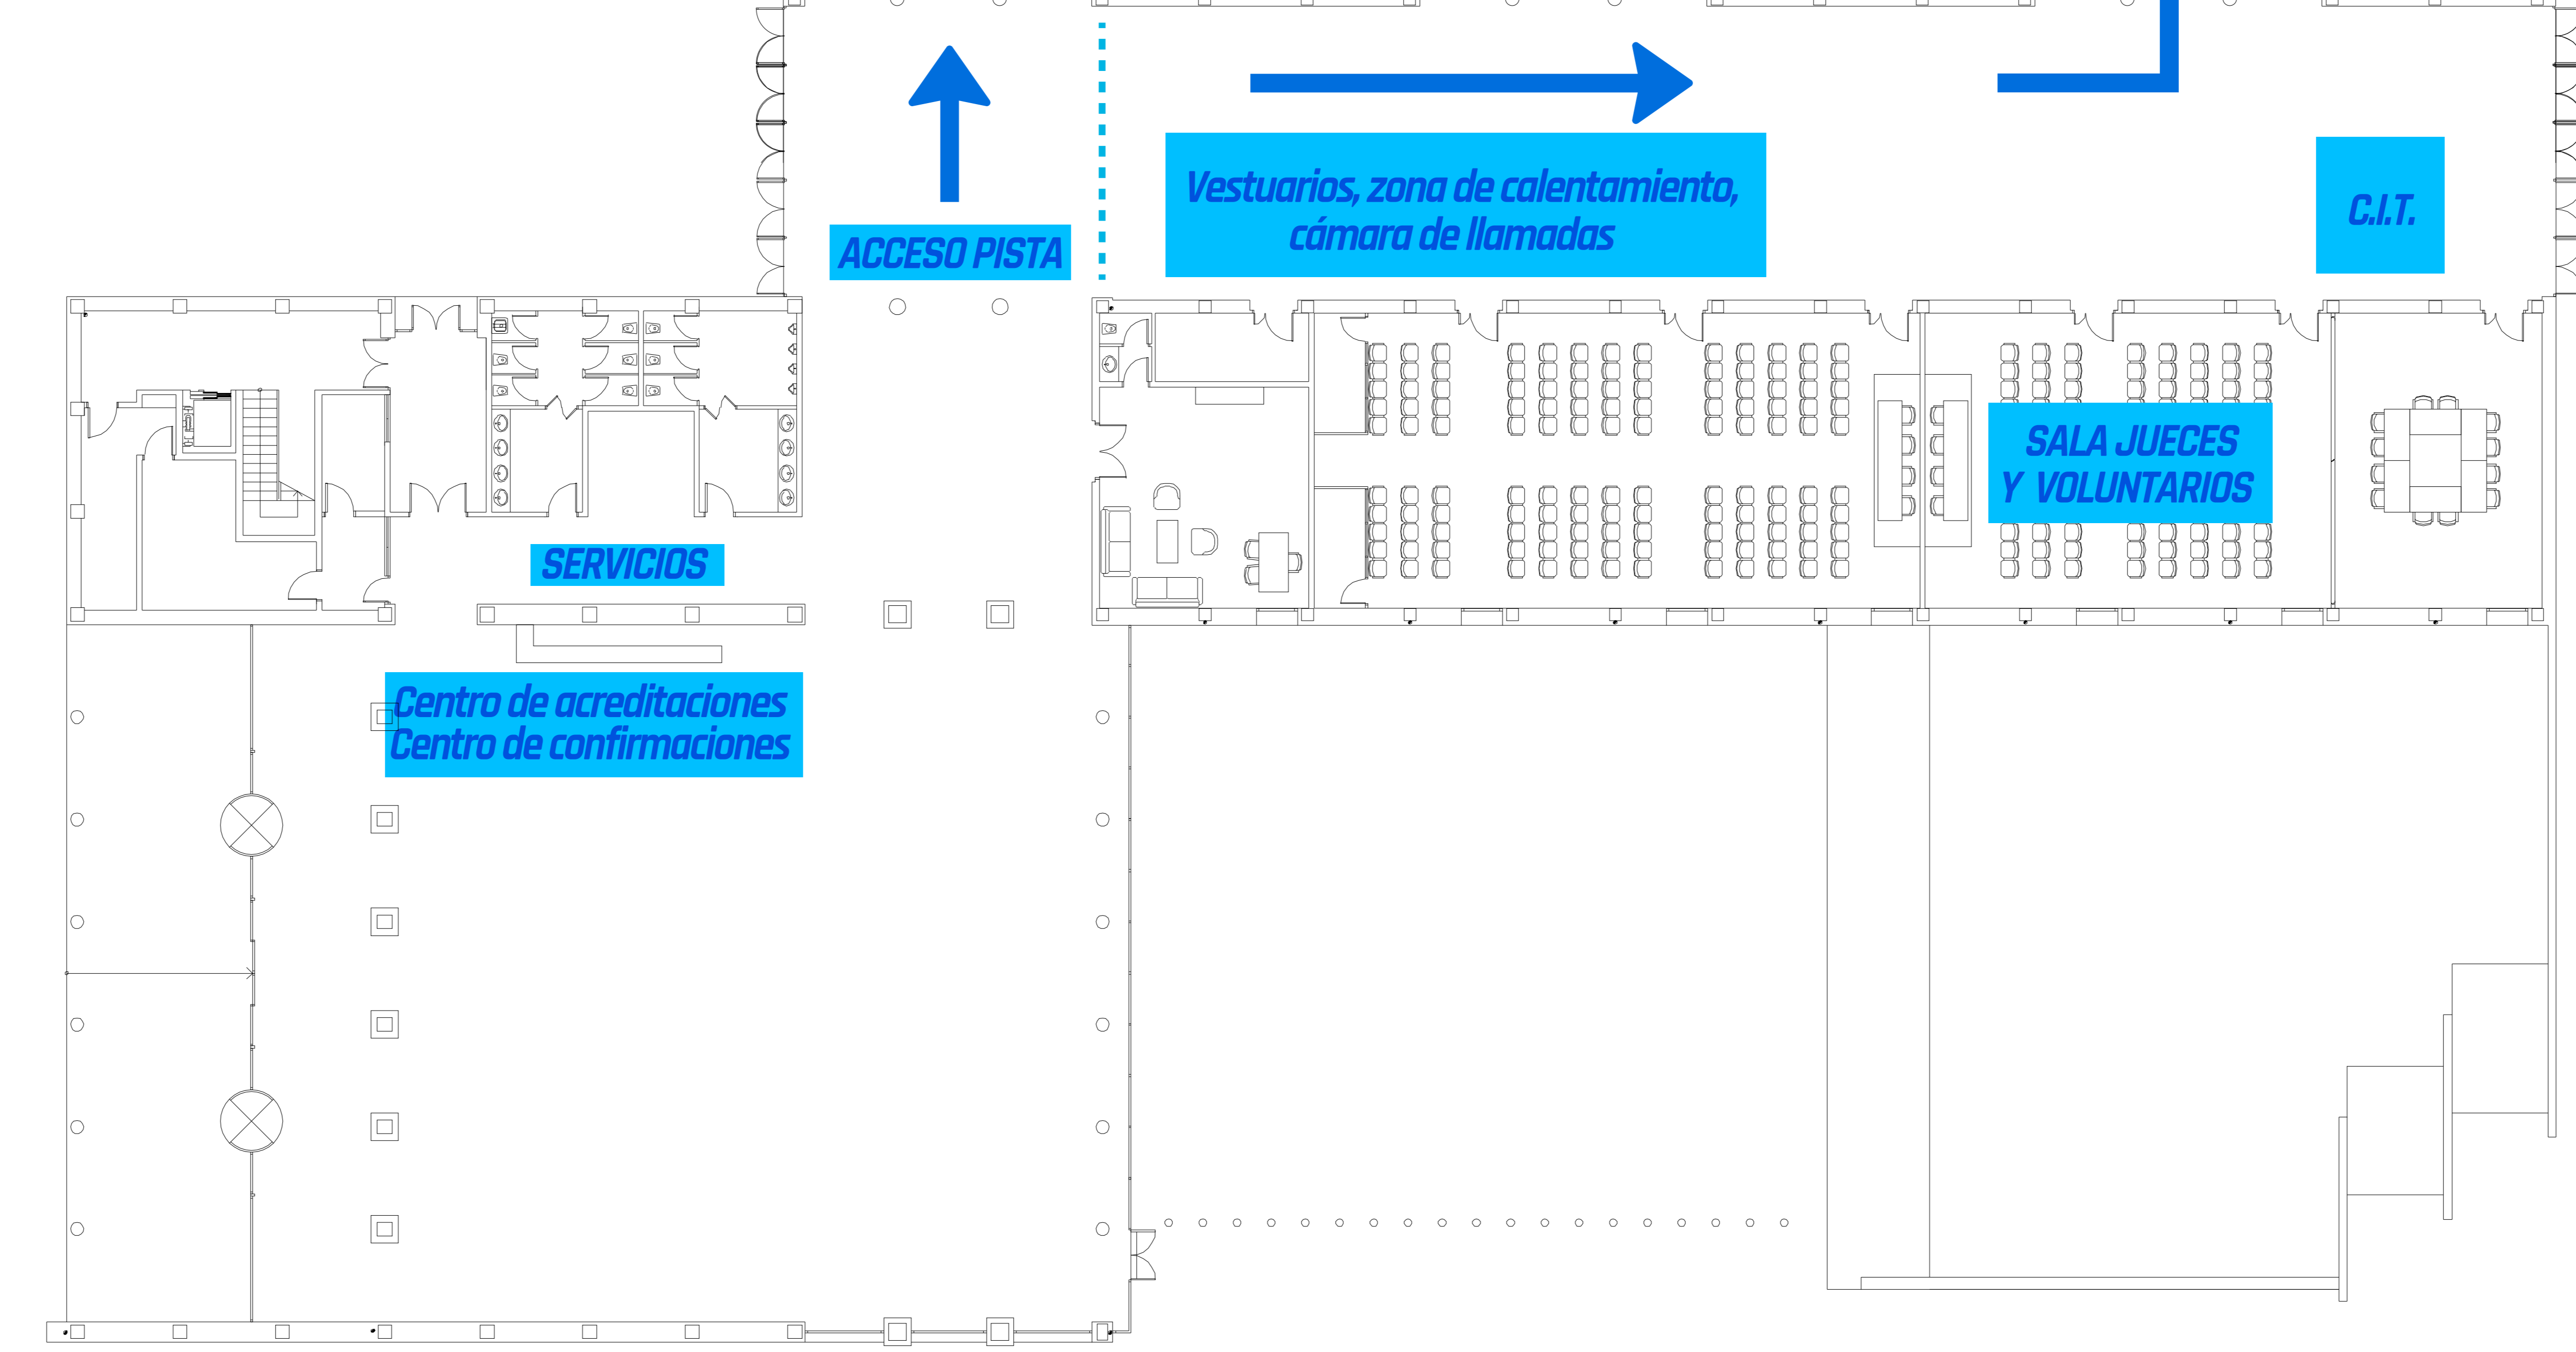 Vestuarios, zona de calentamiento,
cámara de llamadas
C.I.T.
ACCESO PISTA
SALA JUECES
Y VOLUNTARIOS
SERVICIOS
Centro de acreditaciones
Centro de confirmaciones